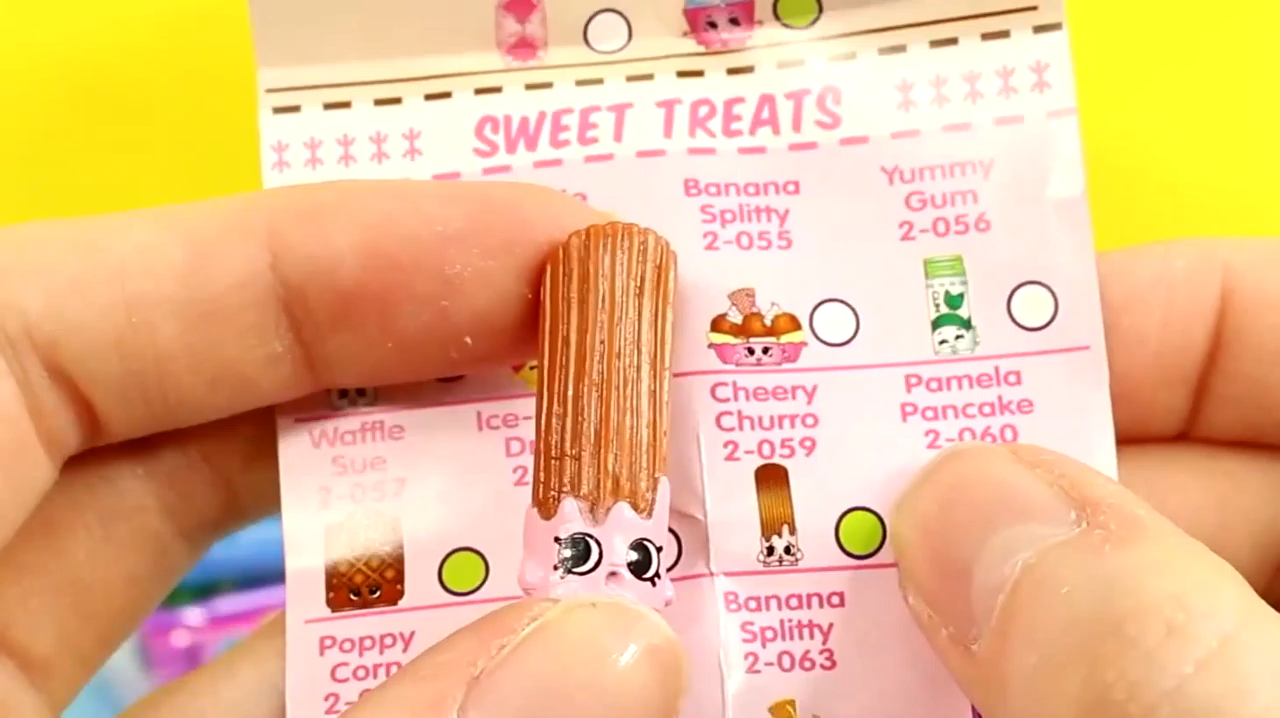 SWEET TREATS
Banana
Splitty
2-055
Yummy
Gum
2-056
Waffle
Sue
2-057
Ice-
Cheery
Churro
2-059
Pamela
Pancake
2-060
Poppy
Corn
Banana
Splitty
2-063